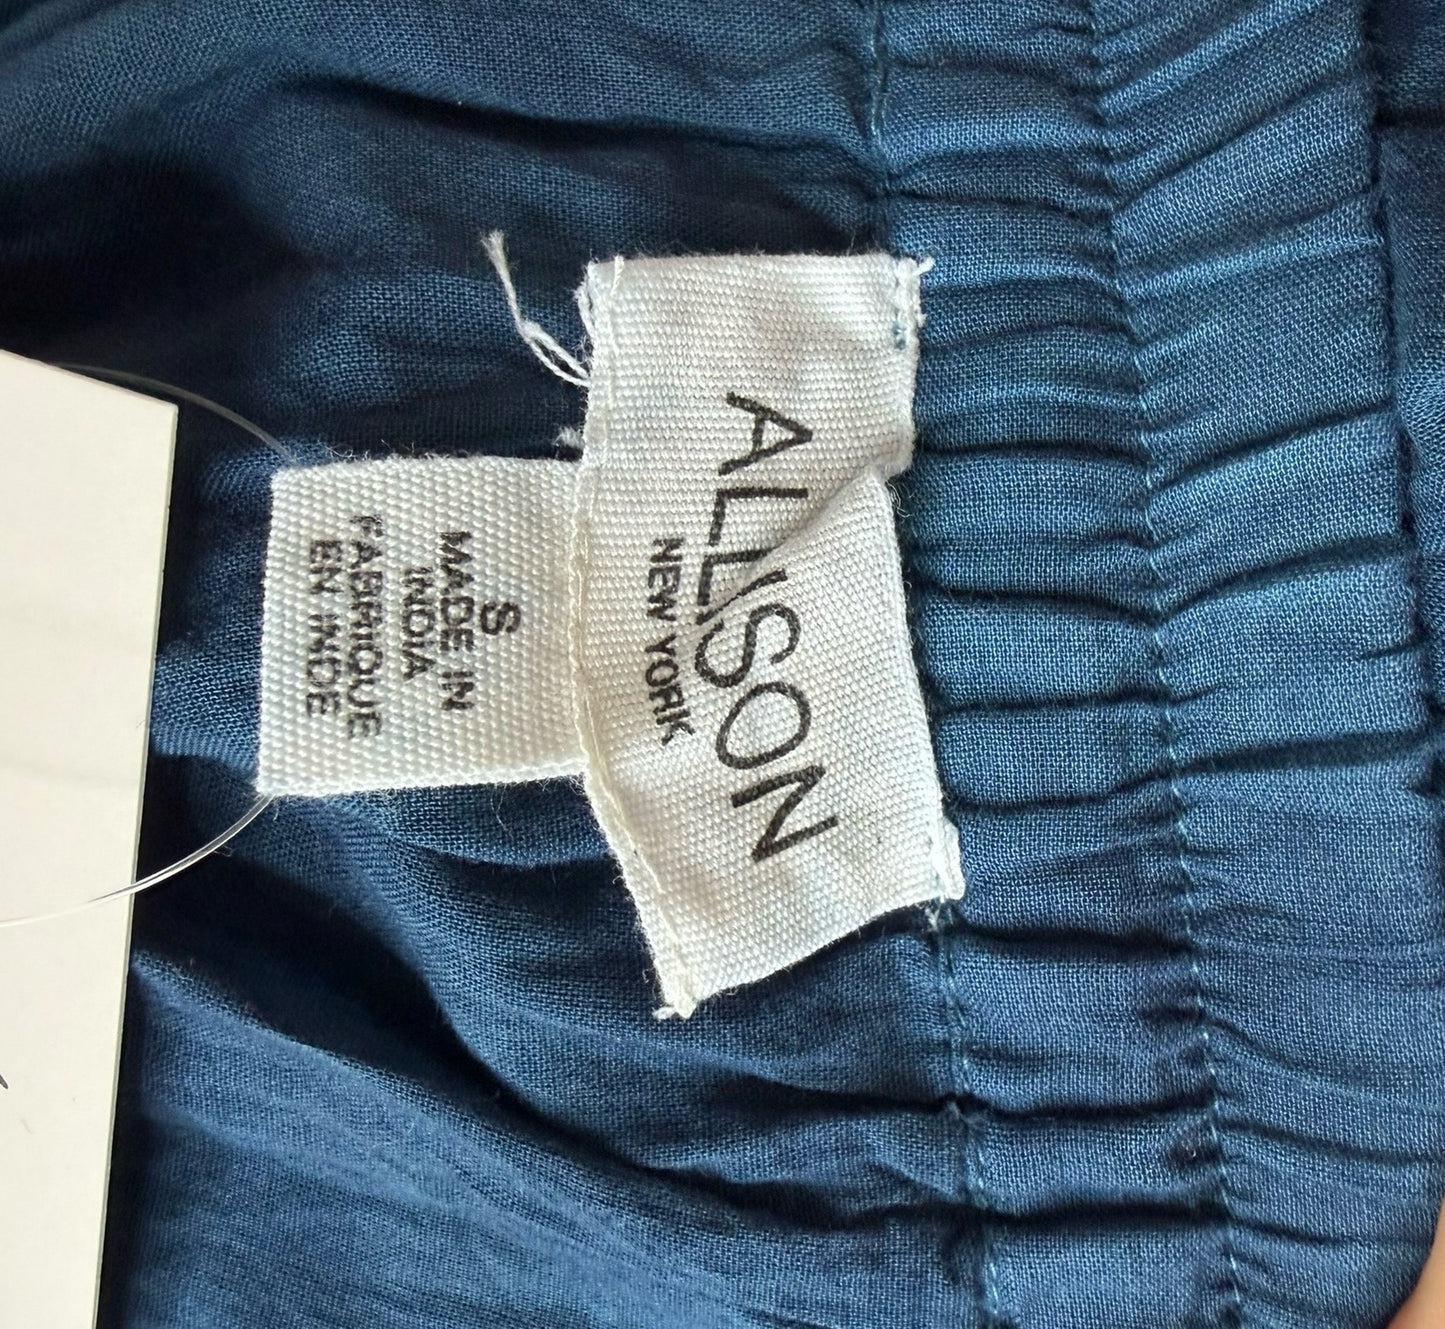 ALLISON
NEW YORK
S
MADE IN
INDIA
FABRIQUE
EN INDE